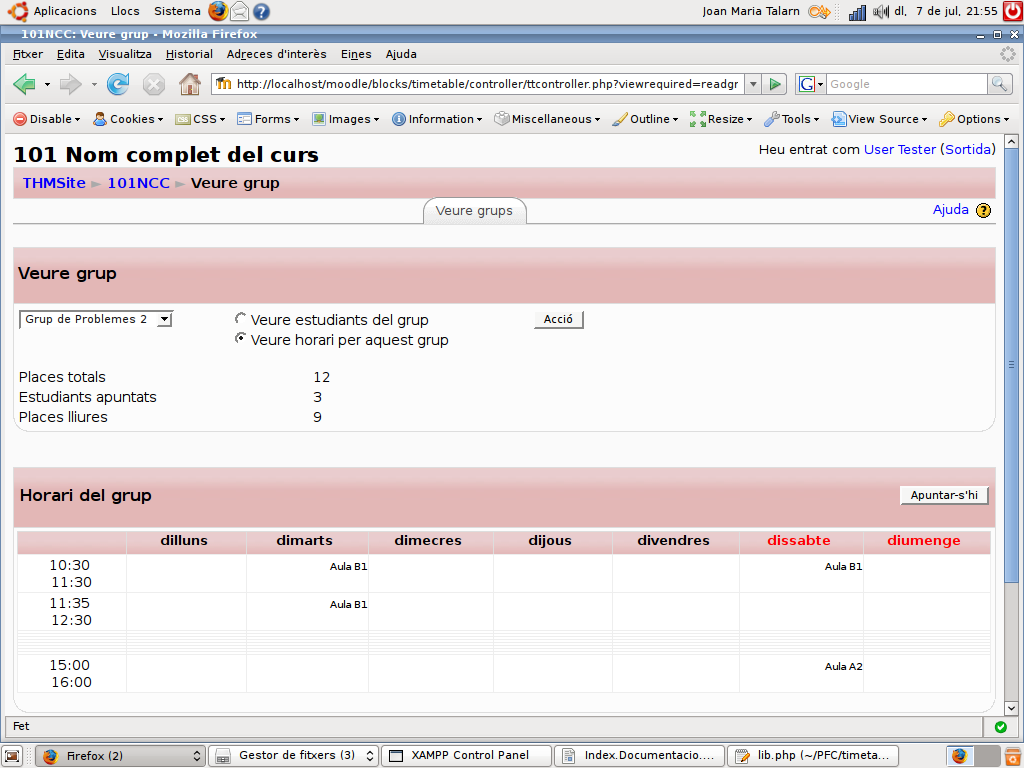 Aplicacions Llocs Sistema Joan Maria Talarn dl, 7 de jul, 21:55
101NCC: Veure grup - Mozilla Firefox
Fitxer Edita Visualitza Historial Adreces d'interès Eines Ajuda
http://localhost/moodle/blocks/timetable/controller/ttcontroller.php?viewrequired=readgr Google
Disable Cookies CSS Forms Images Information Miscellaneous Outline Resize Tools View Source Options
101 Nom complet del curs
Heu entrat com User Tester (Sortida)
THMSite ► 101NCC ► Veure grup
Veure grups
Ajuda
Veure grup
Grup de Problemes 2 Veure estudiants del grup Acció
Veure horari per aquest grup
Places totals 12
Estudiants apuntats 3
Places lliures 9
Horari del grup Apuntar-s'hi
dilluns dimarts dimecres dijous divendres dissabte diumenge
10:30 Aula B1 Aula B1
11:30
11:35 Aula B1
12:30
15:00 Aula A2
16:00
Fet
Firefox (2) Gestor de fitxers (3) XAMPP Control Panel Index.Documentacio.... lib.php (~/PFC/timeta...